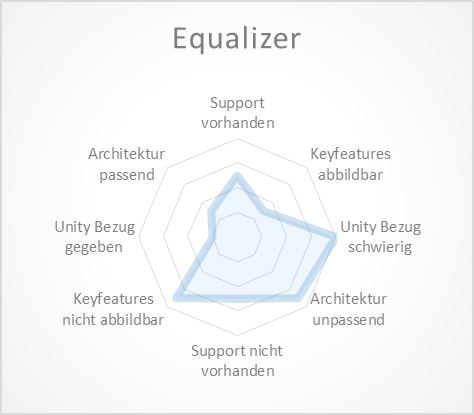 Equalizer
Support
vorhanden
Keyfeatures
abbildbar
Unity Bezug
schwierig
Architektur
unpassend
Support nicht
vorhanden
Keyfeatures
nicht abbildbar
Unity Bezug
gegeben
Architektur
passend